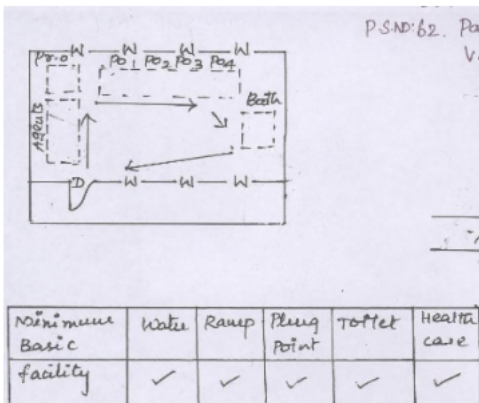 P.S.NO: 62. Po
V.
W W W W
Pr.o PO1 PO2 PO3 PO4
Agents
Booth
D W W W
Minimum Basic | Water | Ramp | Plug Point | Toilet | Health care
facility ✓ ✓ ✓ ✓ ✓